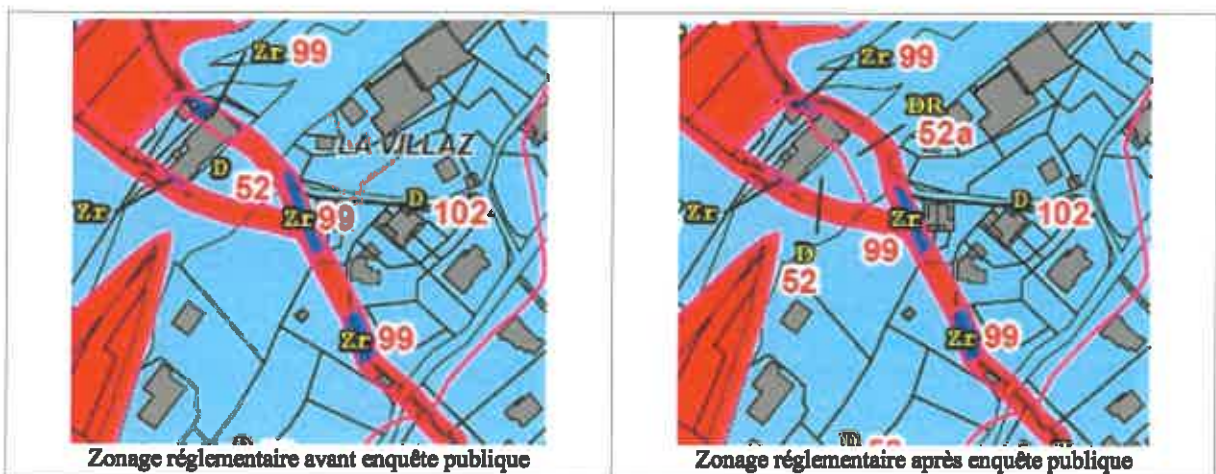 Zr 99
LA VILLAZ
D
52
Zr 99
D 102
Zr
Zr 99
Zonage réglementaire avant enquête publique
Zr 99
DR
52a
Zr
Zr
D 102
99
D
52
Zr 99
D
Zonage réglementaire après enquête publique